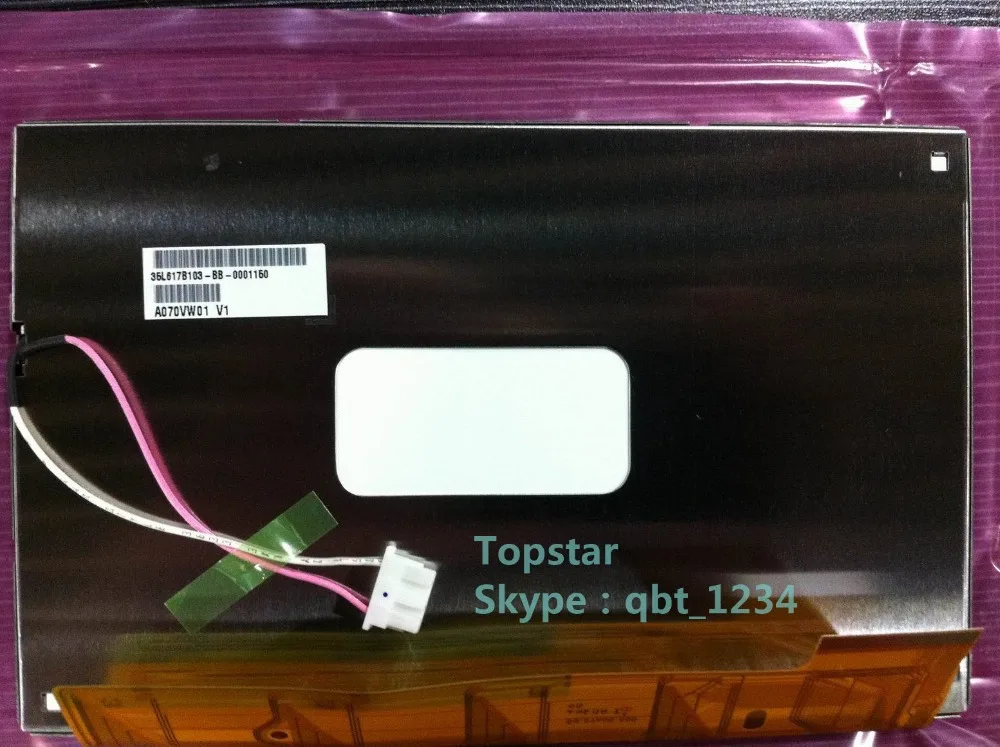 35L617B103-BB-0001150
A070VW01 V1
Topstar
Skype : qbt_1234